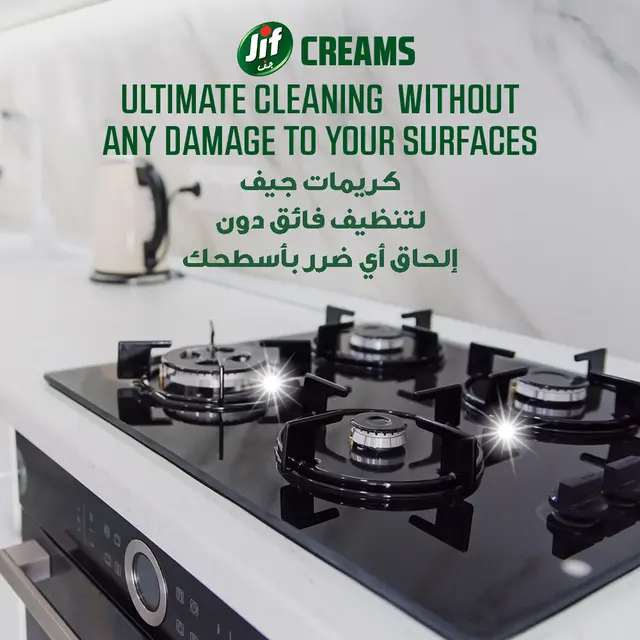 Jif CREAMS
جيف
ULTIMATE CLEANING WITHOUT
ANY DAMAGE TO YOUR SURFACES
كريمات جيف
لتنظيف فائق دون
إلحاق أي ضرر بأسطحك